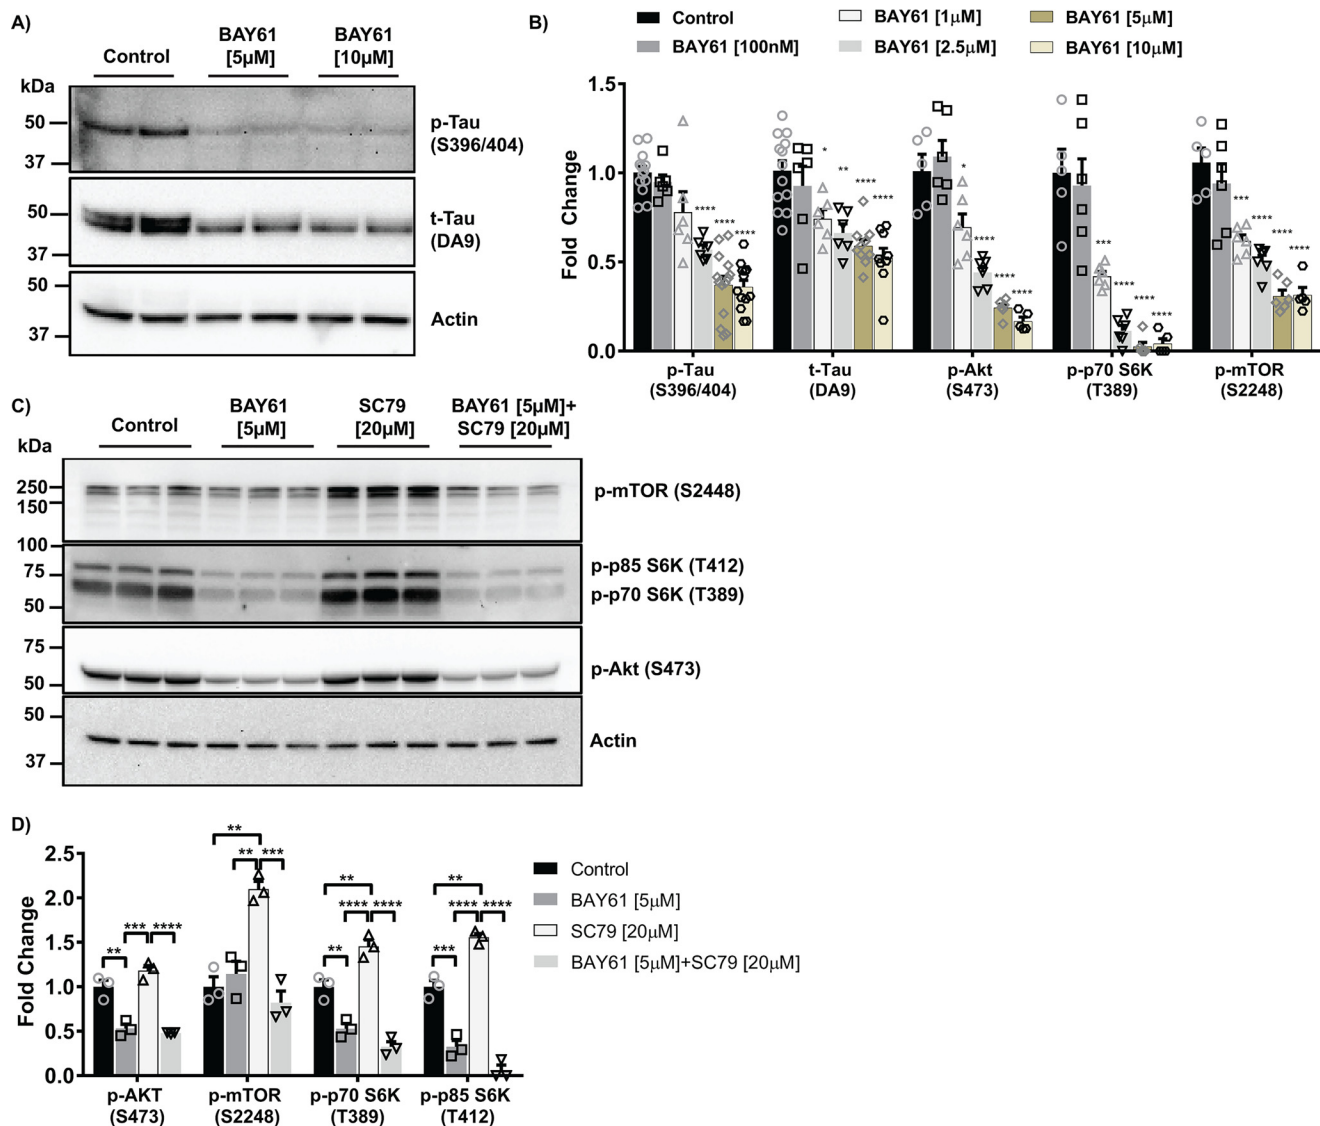 A)
Control
BAY61
[5µM]
BAY61
[10µM]
kDa
50
37
p-Tau
(S396/404)
50
37
t-Tau
(DA9)
50
37
Actin
B)
Control
BAY61 [100nM]
BAY61 [1µM]
BAY61 [2.5µM]
BAY61 [5µM]
BAY61 [10µM]
Fold Change
1.5
1.0
0.5
0.0
**** **** ****
* ** **** ****
* **** **** ****
*** **** **** ****
*** **** **** ****
p-Tau
(S396/404)
t-Tau
(DA9)
p-Akt
(S473)
p-p70 S6K
(T389)
p-mTOR
(S2248)
C)
Control
BAY61
[5µM]
SC79
[20µM]
BAY61 [5µM]+
SC79 [20µM]
kDa
250
150
p-mTOR (S2448)
100
75
50
p-p85 S6K (T412)
p-p70 S6K (T389)
75
50
p-Akt (S473)
50
37
Actin
D)
Fold Change
2.5
2.0
1.5
1.0
0.5
0.0
** *** ****
** ** ***
** ** **** ****
** *** **** ****
p-AKT
(S473)
p-mTOR
(S2248)
p-p70 S6K
(T389)
p-p85 S6K
(T412)
Control
BAY61 [5µM]
SC79 [20µM]
BAY61 [5µM]+SC79 [20µM]